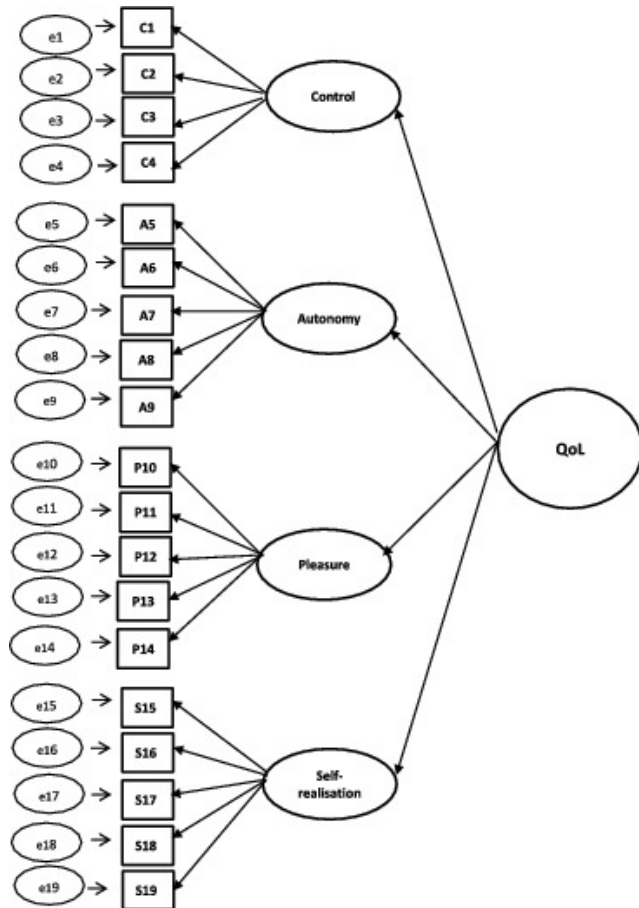 e1 C1
e2 C2
Control
e3 C3
e4 C4
e5 A5
e6 A6
e7 A7
Autonomy
e8 A8
e9 A9
QoL
e10 P10
e11 P11
e12 P12
Pleasure
e13 P13
e14 P14
e15 S15
e16 S16
Self-
realisation
e17 S17
e18 S18
e19 S19